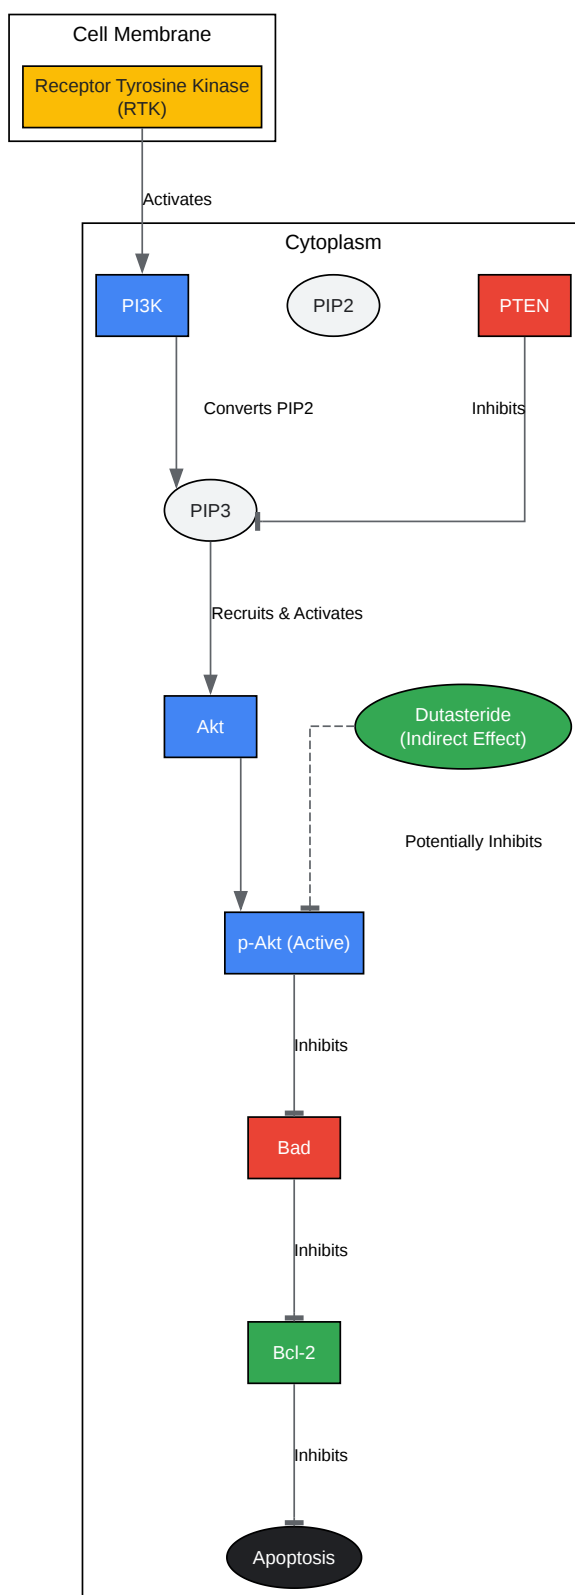 Cell Membrane
Receptor Tyrosine Kinase
(RTK)
Activates
Cytoplasm
PI3K
PIP2
PTEN
Converts PIP2
Inhibits
PIP3
Recruits & Activates
Akt
Dutasteride
(Indirect Effect)
Potentially Inhibits
p-Akt (Active)
Inhibits
Bad
Inhibits
Bcl-2
Inhibits
Apoptosis